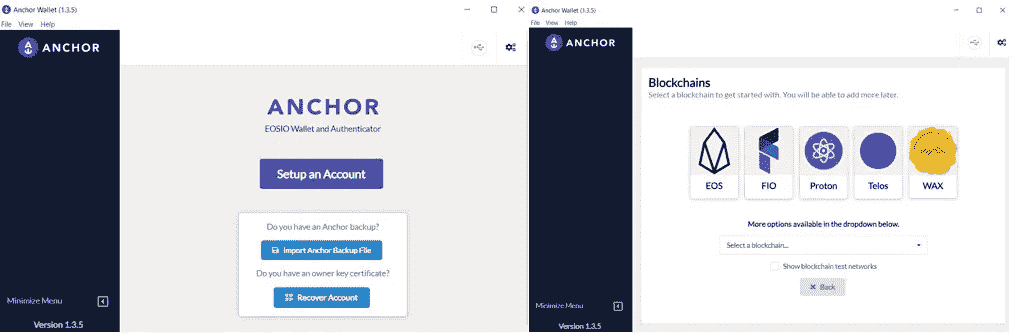 Anchor Wallet (1.3.5)
File View Help
ANCHOR
ANCHOR
EOSIO Wallet and Authenticator
Setup an Account
Do you have an Anchor backup?
Import Anchor Backup File
Do you have an owner key certificate?
Recover Account
Minimize Menu
Version 1.3.5
Anchor Wallet (1.3.5)
File View Help
ANCHOR
Blockchains
Select a blockchain to get started with. You will be able to add more later.
EOS FIO Proton Telos WAX
More options available in the dropdown below.
Select a blockchain...
Show blockchain test networks
Back
Minimize Menu
Version 1.3.5